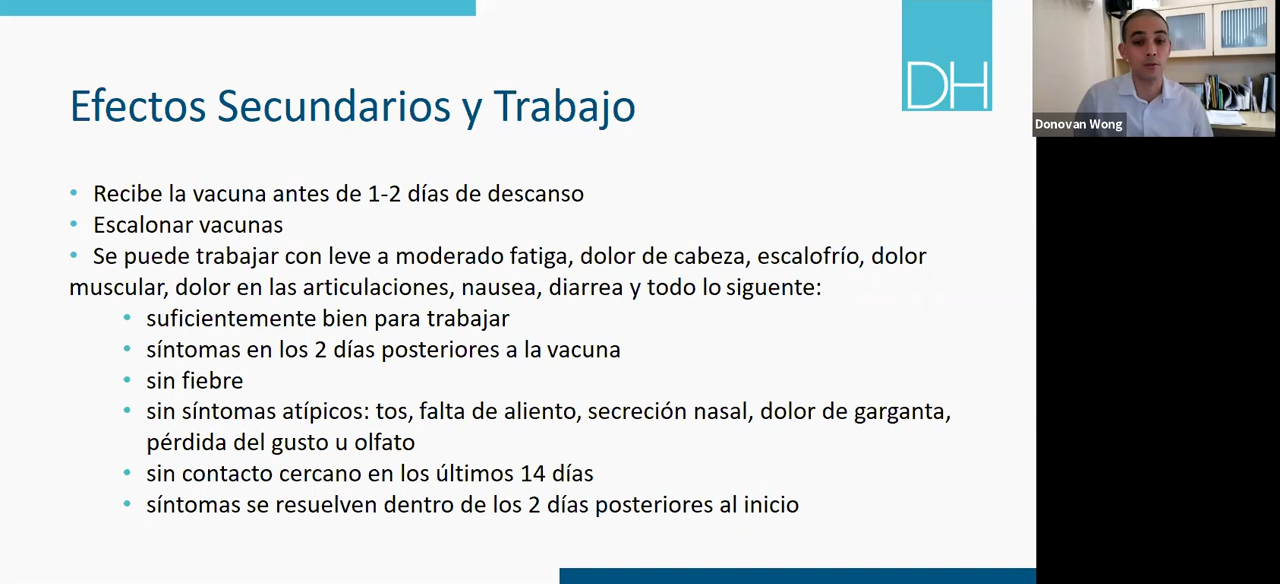 DH
Donovan Wong
Efectos Secundarios y Trabajo
• Recibe la vacuna antes de 1-2 días de descanso
• Escalonar vacunas
• Se puede trabajar con leve a moderado fatiga, dolor de cabeza, escalofrío, dolor
muscular, dolor en las articulaciones, nausea, diarrea y todo lo siguente:
• suficientemente bien para trabajar
• síntomas en los 2 días posteriores a la vacuna
• sin fiebre
• sin síntomas atípicos: tos, falta de aliento, secreción nasal, dolor de garganta,
pérdida del gusto u olfato
• sin contacto cercano en los últimos 14 días
• síntomas se resuelven dentro de los 2 días posteriores al inicio